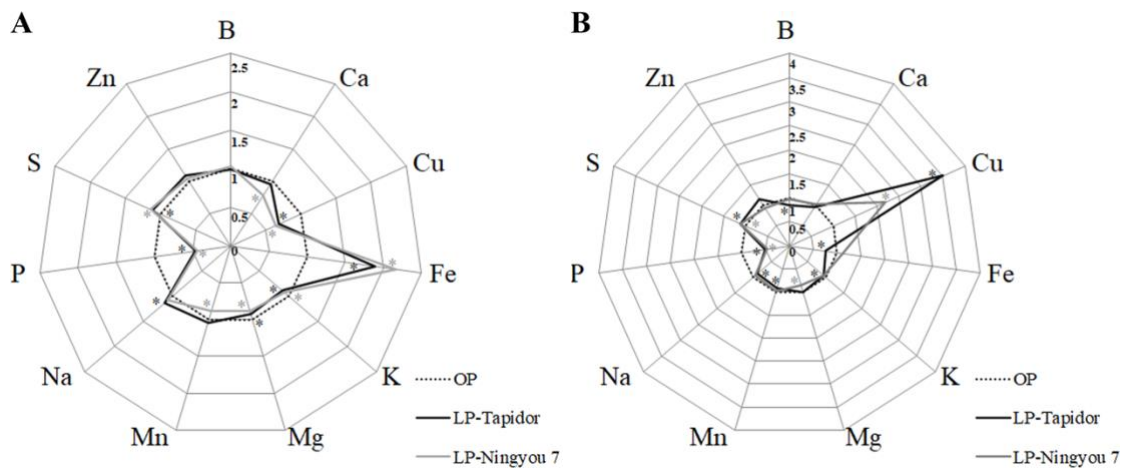 A
B
2.5
2
1.5
1
0.5
0
B
Ca
Cu
Fe
K
Mg
Mn
Na
P
S
Zn
* * * * * * * * * * * * * * *
OP
LP-Tapidor
LP-Ningyou 7
B
4
3.5
3
2.5
2
1.5
1
0.5
0
B
Ca
Cu
Fe
K
Mg
Mn
Na
P
S
Zn
OP
LP-Tapidor
LP-Ningyou 7